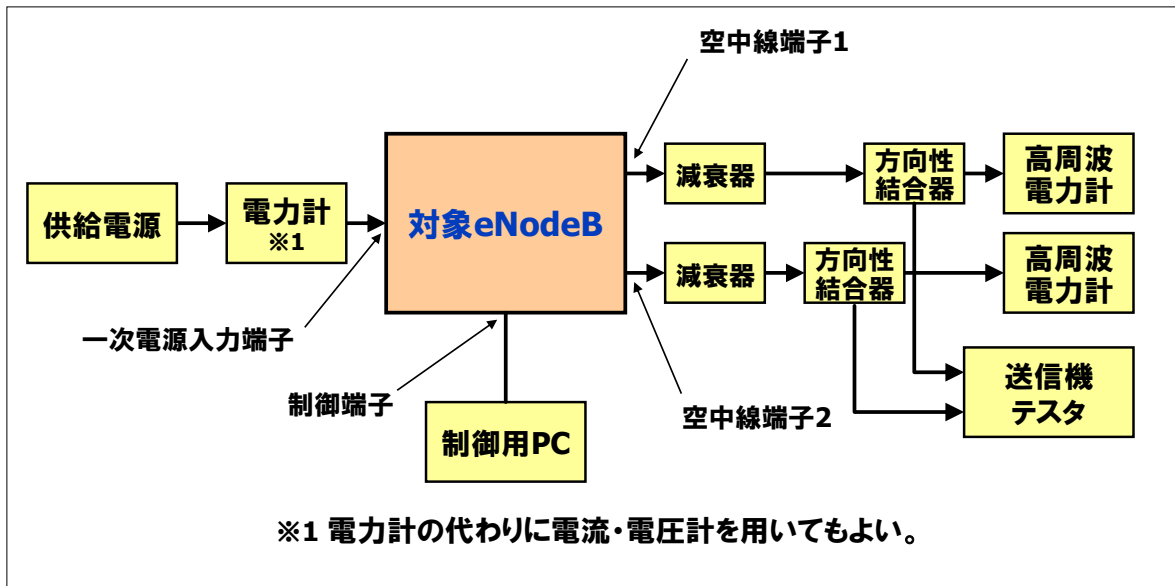 空中線端子1
減衰器
方向性
結合器
高周波
電力計
供給電源
電力計
※1
対象eNodeB
減衰器
方向性
結合器
高周波
電力計
一次電源入力端子
制御端子
空中線端子2
送信機
テスタ
制御用PC
※1 電力計の代わりに電流・電圧計を用いてもよい。